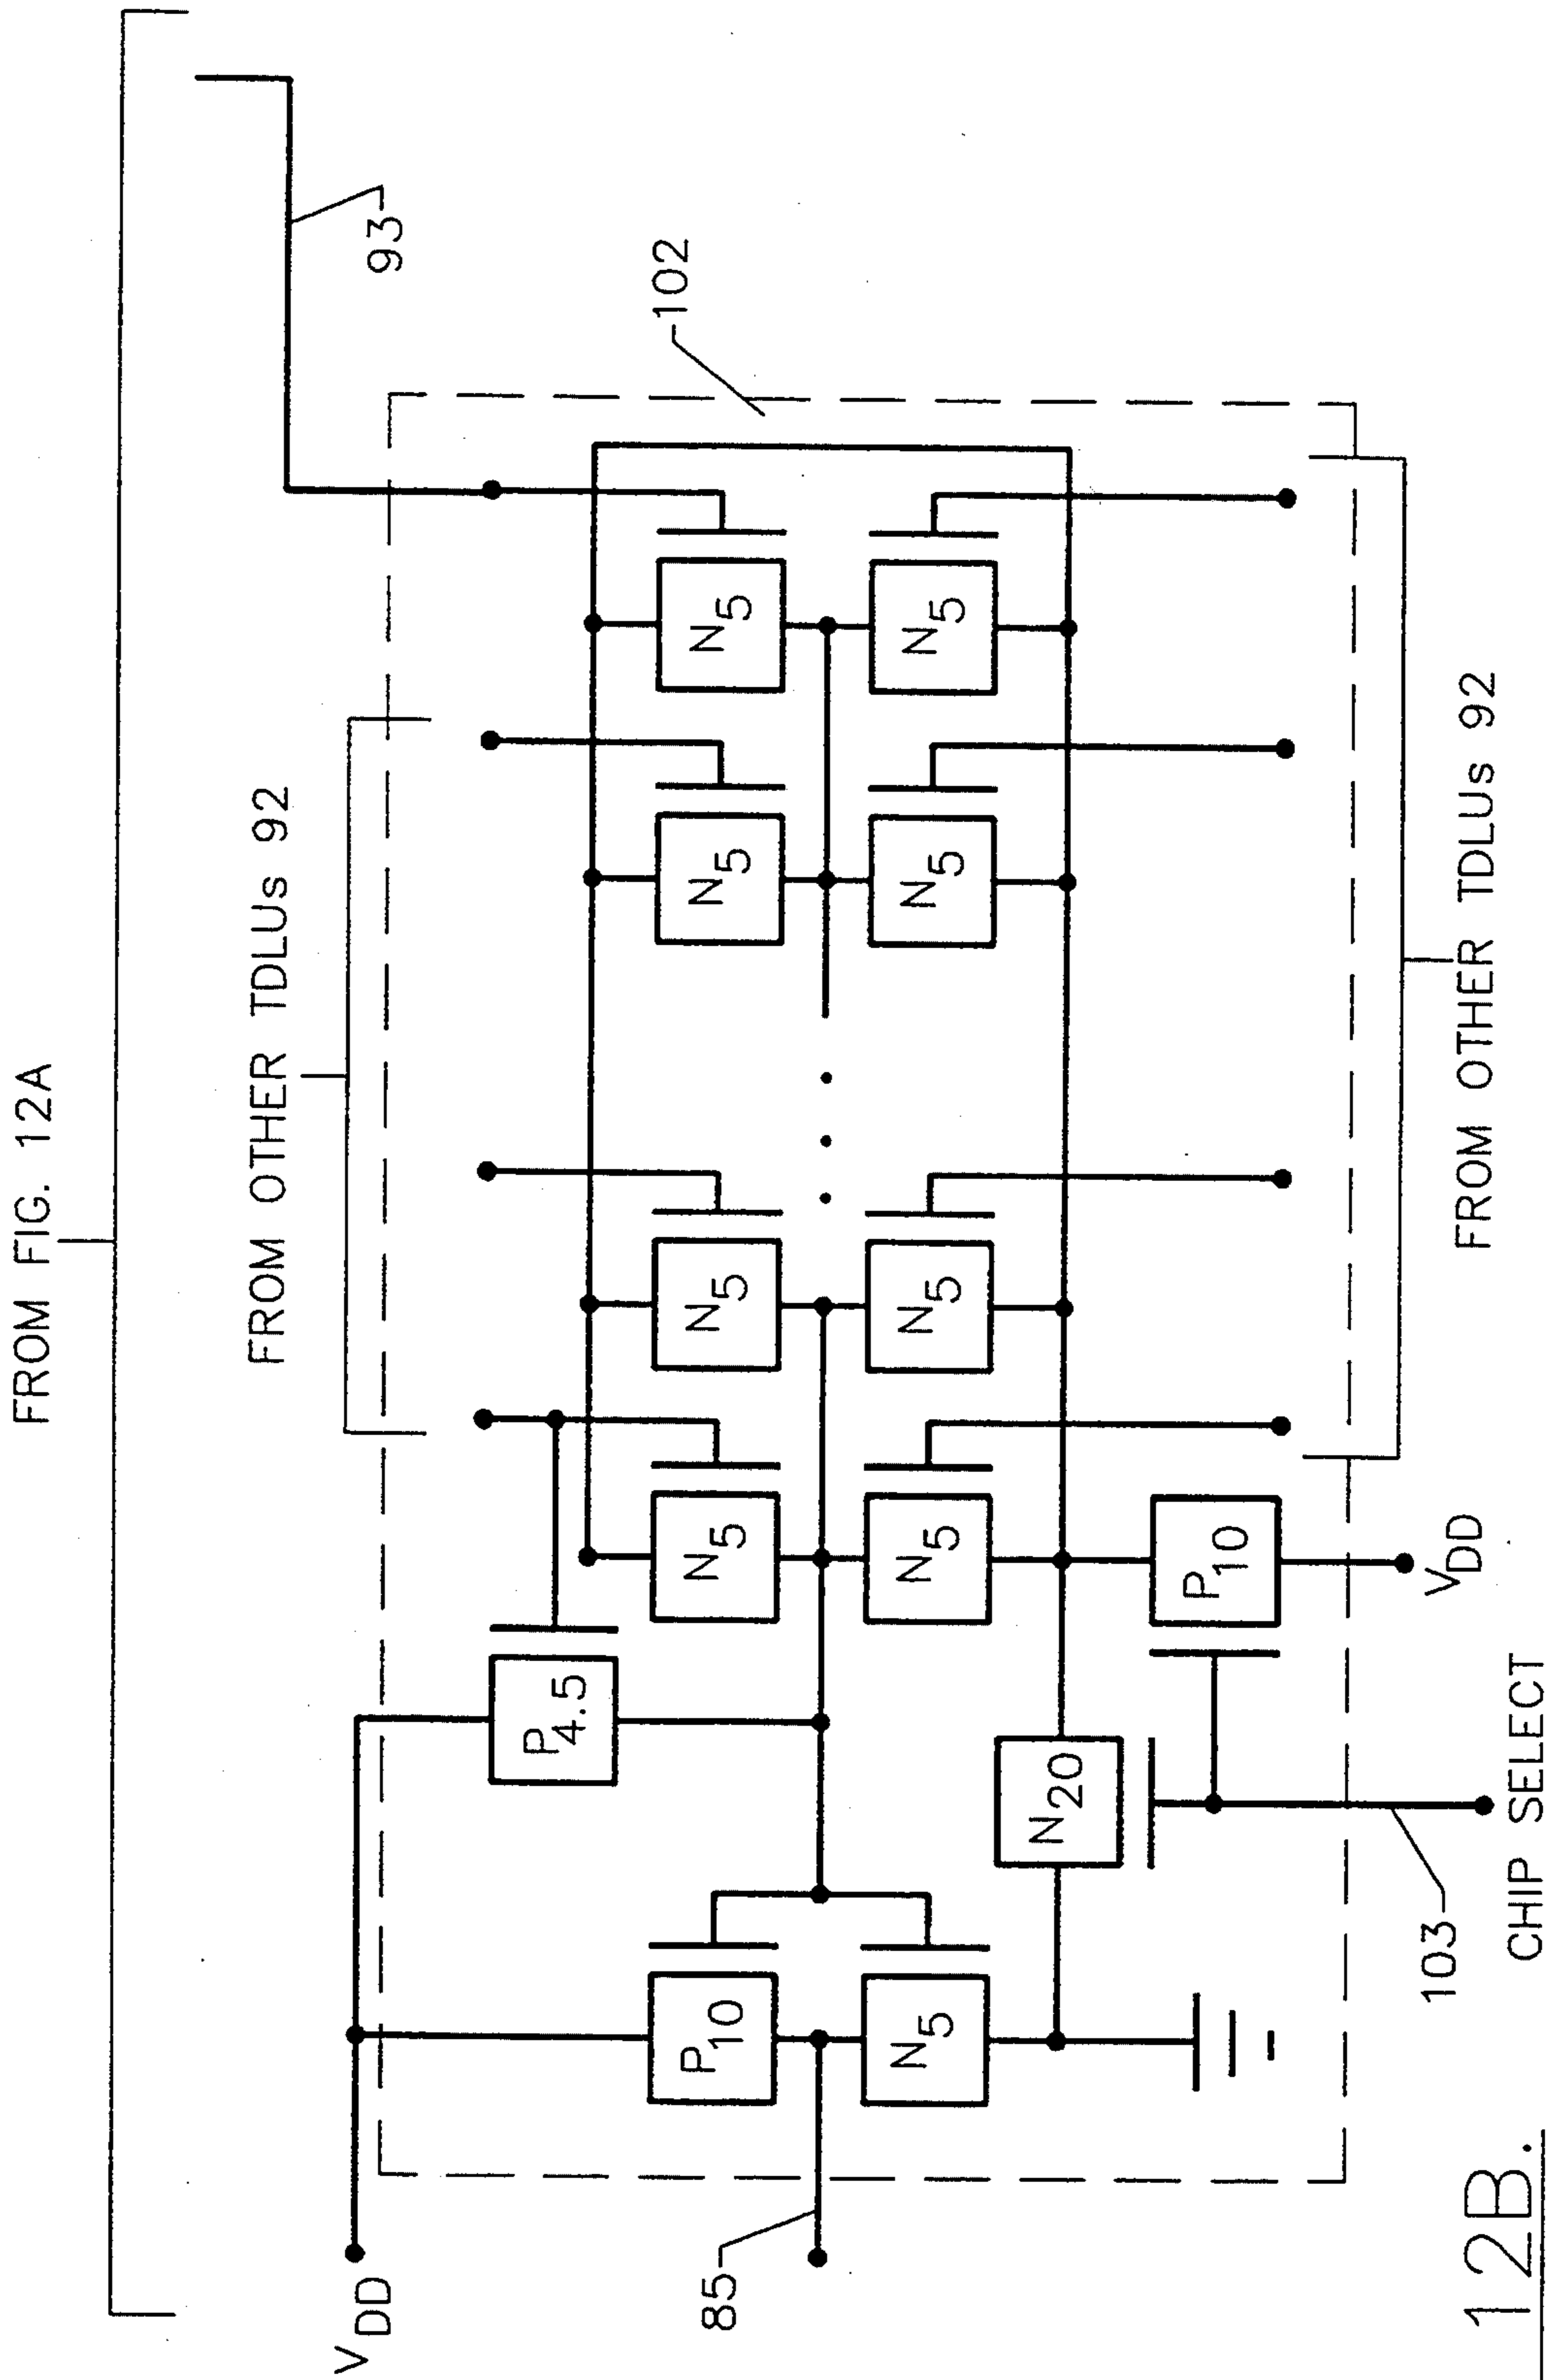 FROM FIG. 12A
93
FROM OTHER TDLUs 92
102
VDD
P4.5
N5
N5
N5
N5
P10
85
N5
N5
N5
N5
N5
N20
P10
VDD
103
CHIP SELECT
FROM OTHER TDLUs 92
12B.